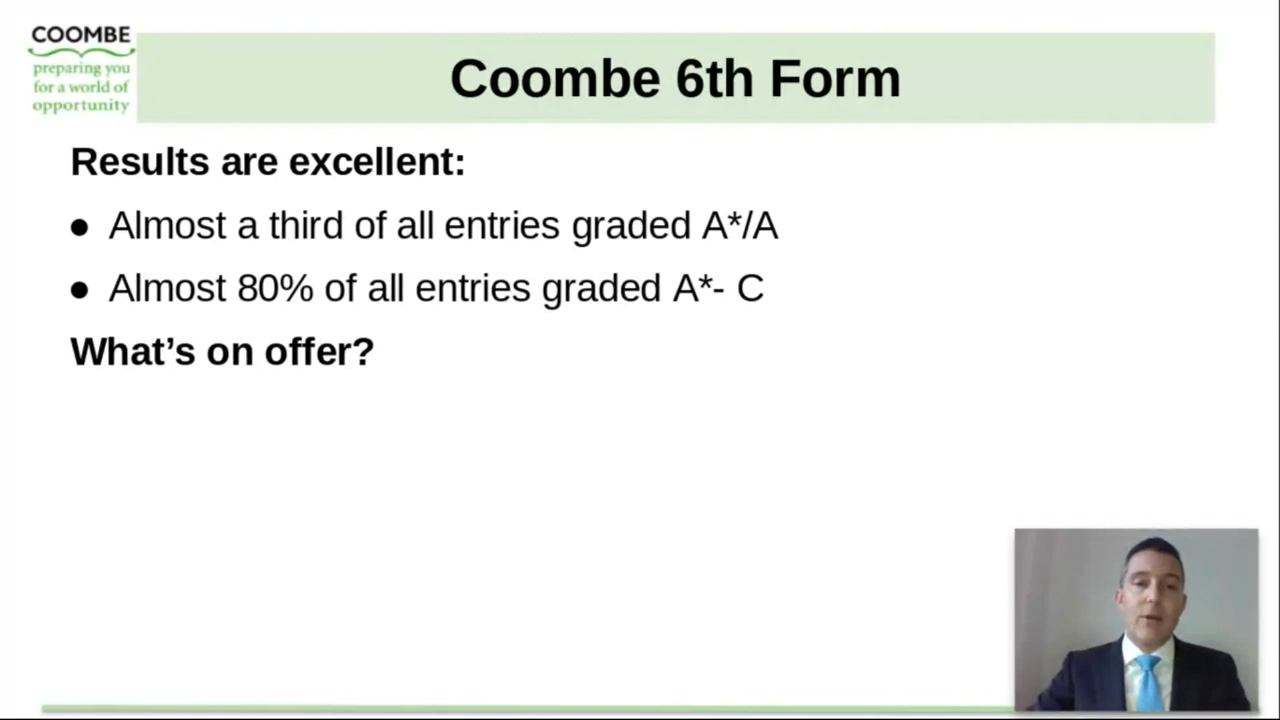 COOMBE
preparing you
for a world of
opportunity
Coombe 6th Form
Results are excellent:
● Almost a third of all entries graded A*/A
● Almost 80% of all entries graded A*- C
What’s on offer?